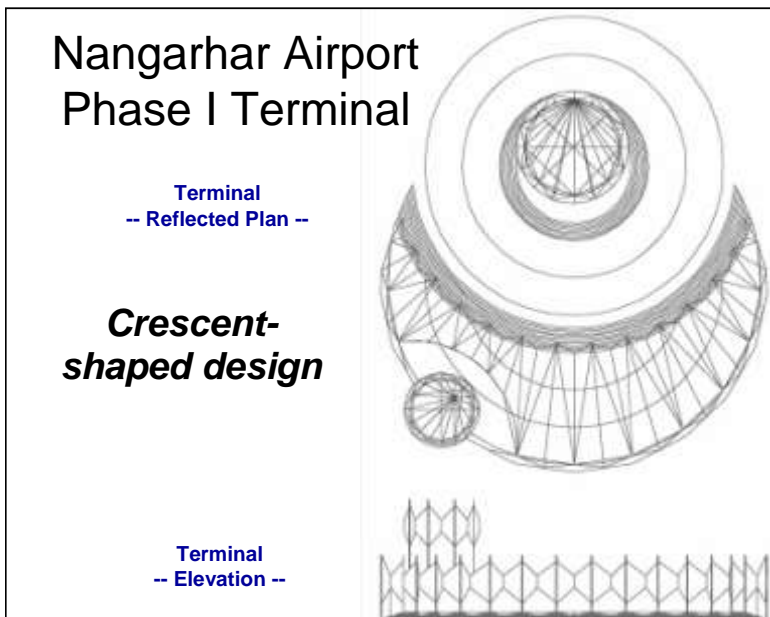 Nangarhar Airport
Phase I Terminal
Terminal
-- Reflected Plan --
Crescent-
shaped design
Terminal
-- Elevation --